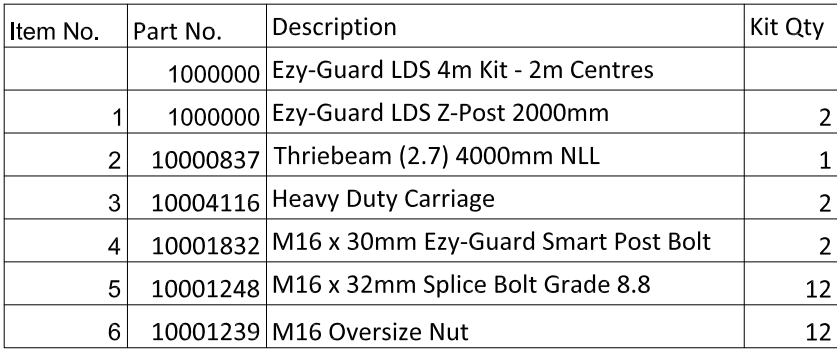 Item No. Part No. Description Kit Qty
1000000 Ezy-Guard LDS 4m Kit - 2m Centres
1 1000000 Ezy-Guard LDS Z-Post 2000mm 2
2 10000837 Thriebeam (2.7) 4000mm NLL 1
3 10004116 Heavy Duty Carriage 2
4 10001832 M16 x 30mm Ezy-Guard Smart Post Bolt 2
5 10001248 M16 x 32mm Splice Bolt Grade 8.8 12
6 10001239 M16 Oversize Nut 12